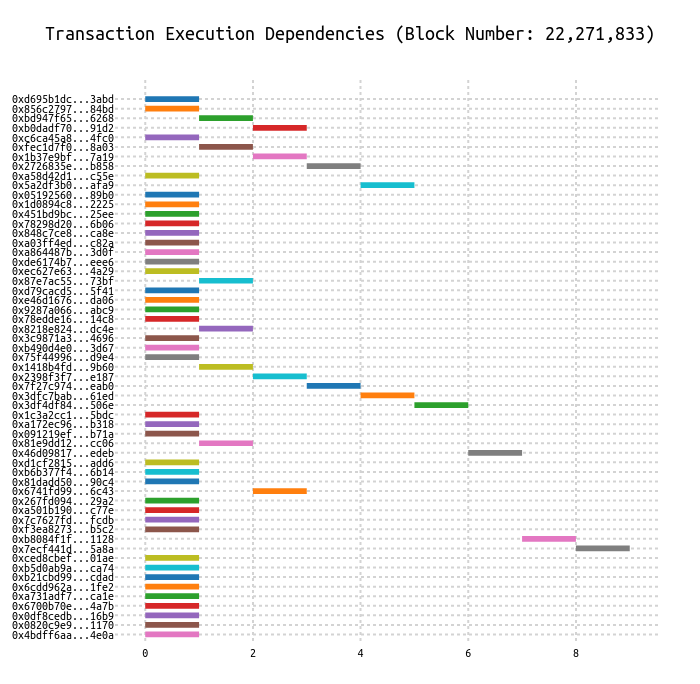 Transaction Execution Dependencies (Block Number: 22,271,833)
0xd695b1dc...3abd
0x856c2797...84bd
0xbd947f65...6268
0xb0dadf70...91d2
0xc6ca45a8...4fc0
0xfec1d7f0...8a03
0x1b37e9bf...7a19
0x2726835e...b858
0xa58d42d1...c55e
0x5a2df3b0...afa9
0x05192560...89b0
0x1d0894c8...2225
0x451bd9bc...25ee
0x78298d20...6b06
0x848c7ce8...ca8e
0xa03ff4ed...c82a
0xa864487b...3d0f
0xde6174b7...eee6
0xec627e63...4a29
0x87e7ac55...73bf
0xd79cacd5...5f41
0xe46d1676...da06
0x9287a066...abc9
0x78edde16...14c8
0x8218e824...dc4e
0x3c9871a3...4696
0xb490d4e0...3d67
0x75f44996...d9e4
0x1418b4fd...9b60
0x2398f3f7...e187
0x7f27c974...eab0
0x3dfc7bab...61ed
0x3df4df84...506e
0x1c3a2cc1...5bdc
0xa172ec96...b318
0x091219ef...b71a
0x81e9dd12...cc06
0x46d09817...edeb
0xd1cf2815...add6
0xb6b377f4...6b14
0x81dadd50...90c4
0x6741fd99...6c43
0x267fd094...29a2
0xa501b190...c77e
0x7c7627fd...fcdb
0xf3ea8273...b5c2
0xb8084f1f...1128
0x7ecf441d...5a8a
0xced8cbef...01ae
0xb5d0ab9a...ca74
0xb21cbd99...cdad
0x6cdd962a...1fe2
0xa731adf7...ca1e
0x6700b70e...4a7b
0x0df8cedb...16b9
0x0820c9e9...1170
0x4bdff6aa...4e0a
0 2 4 6 8